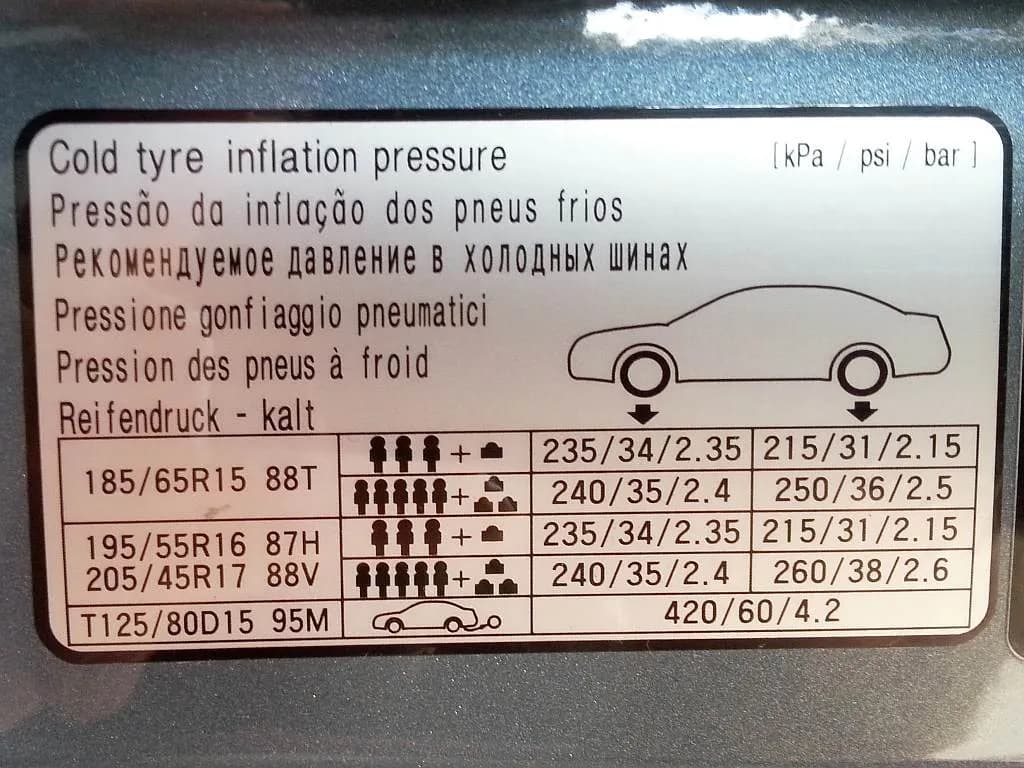 Cold tyre inflation pressure [kPa / psi / bar]
Pressão da inflação dos pneus frios
Рекомендуемое давление в холодных шинах
Pressione gonfiaggio pneumatici
Pression des pneus à froid
Reifendruck - kalt
185/65R15 88T + 235/34/2.35 215/31/2.15
+ 240/35/2.4 250/36/2.5
195/55R16 87H + 235/34/2.35 215/31/2.15
205/45R17 88V + 240/35/2.4 260/38/2.6
T125/80D15 95M 420/60/4.2